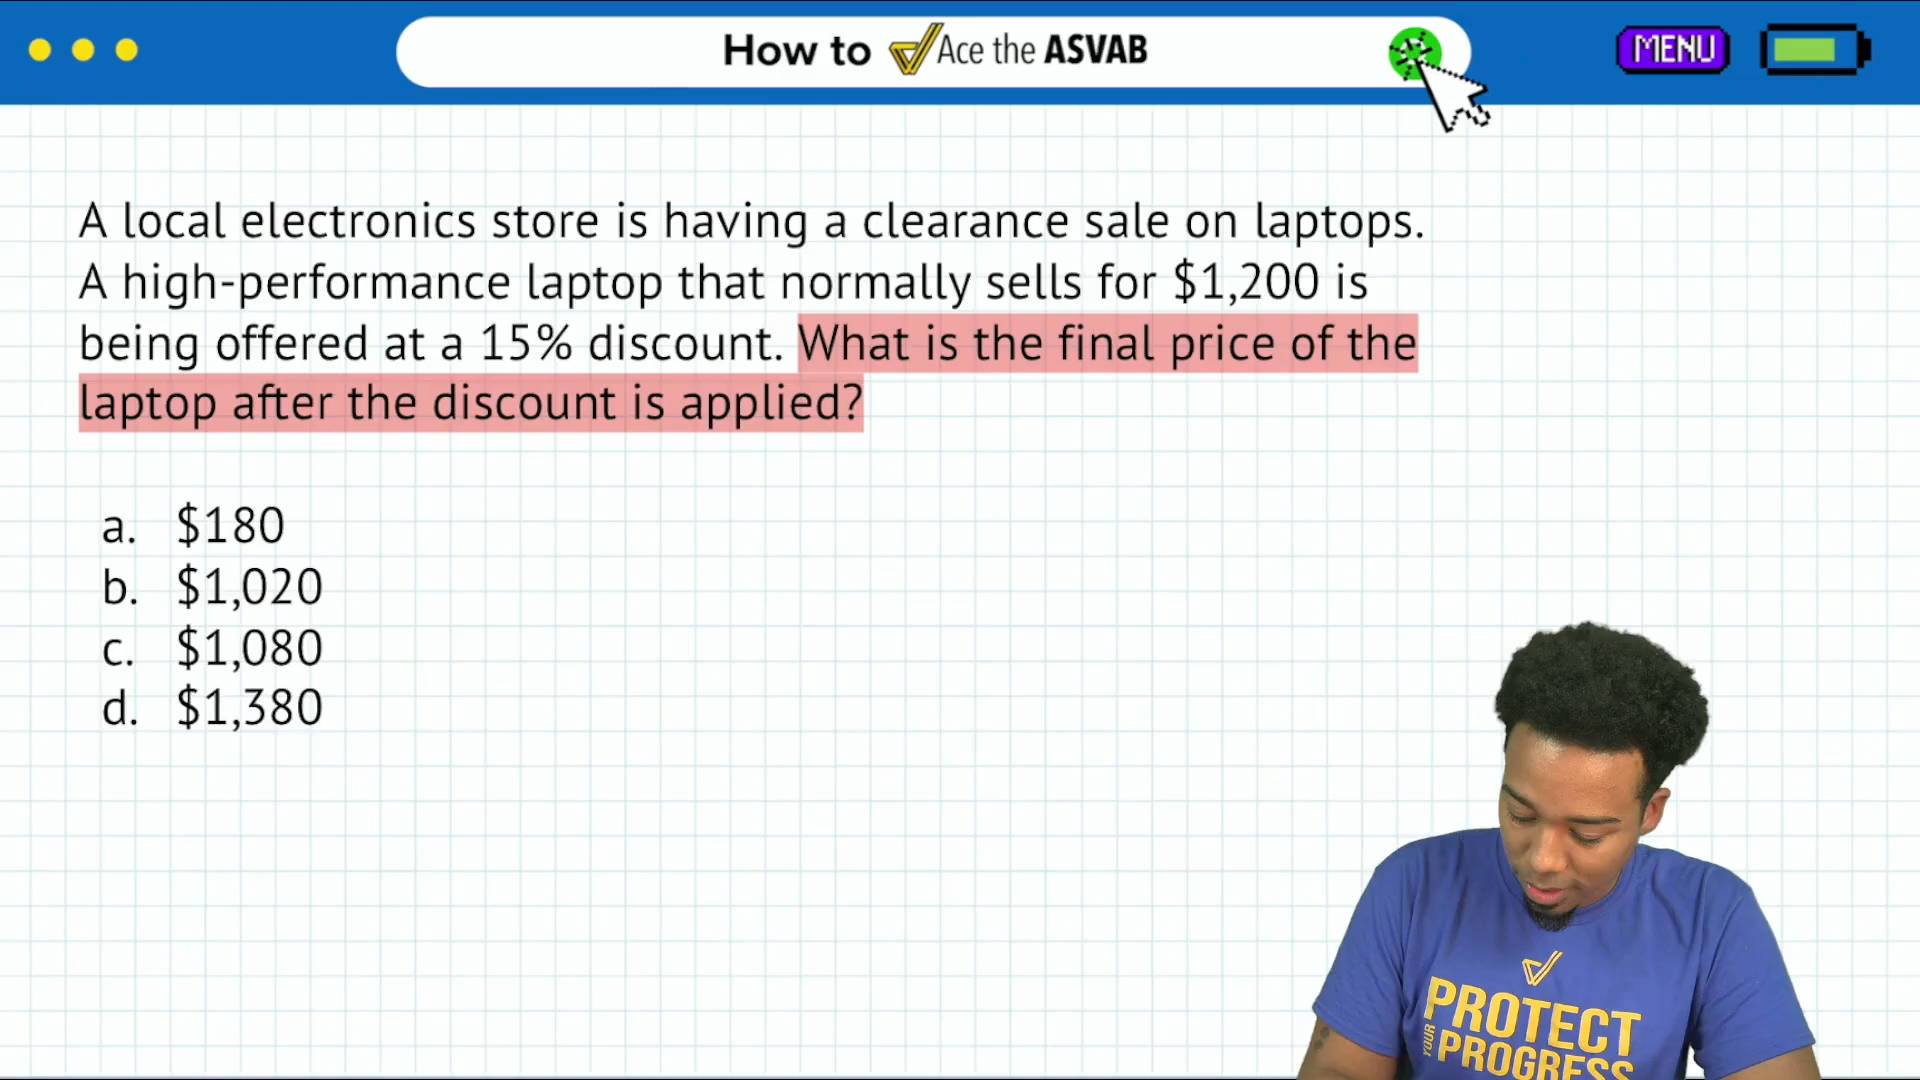 How to Ace the ASVAB
MENU
A local electronics store is having a clearance sale on laptops.
A high-performance laptop that normally sells for $1,200 is
being offered at a 15% discount. What is the final price of the
laptop after the discount is applied?
a. $180
b. $1,020
c. $1,080
d. $1,380
PROTECT
YOUR
PROGRESS